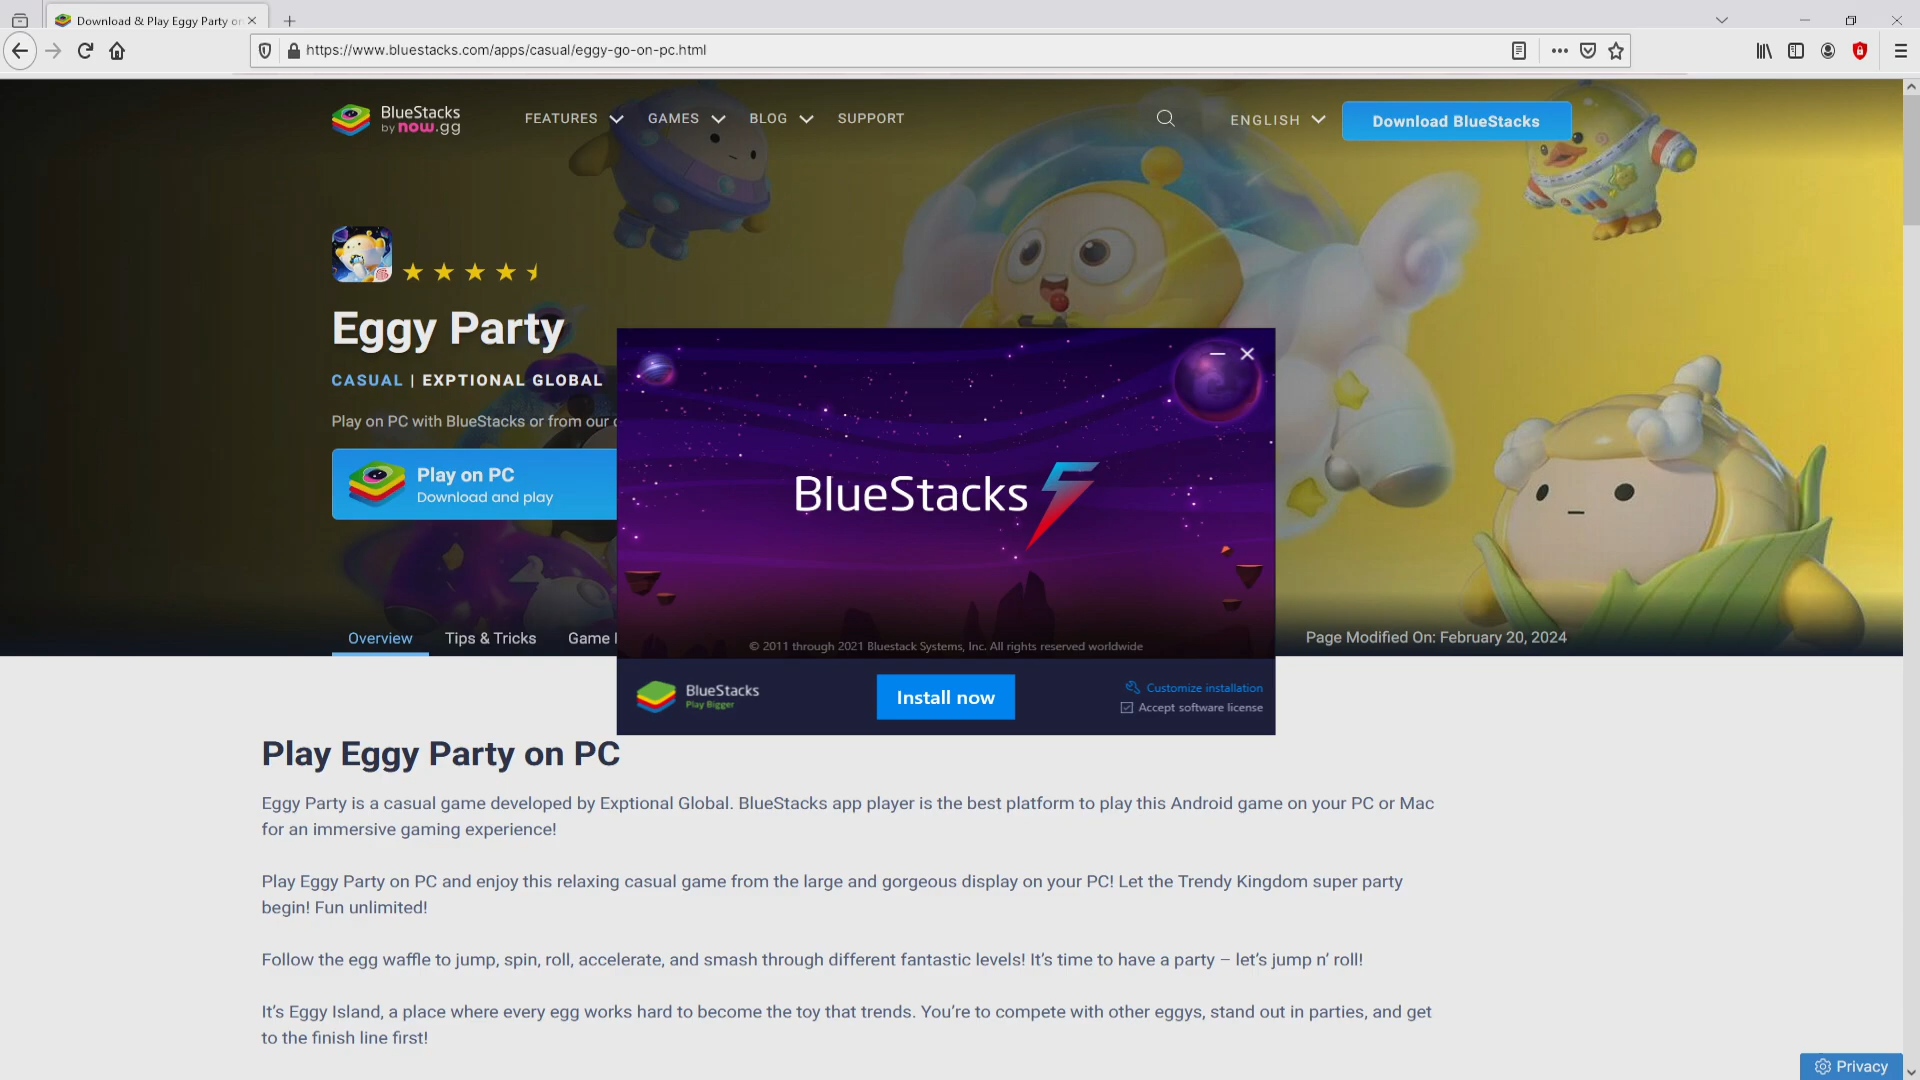 Download & Play Eggy Party on
https://www.bluestacks.com/apps/casual/eggy-go-on-pc.html
BlueStacks
by now.gg
FEATURES
GAMES
BLOG
SUPPORT
ENGLISH
Download BlueStacks
Eggy Party
CASUAL | EXPTIONAL GLOBAL
Play on PC with BlueStacks or from our
Play on PC
Download and play
BlueStacks 5
© 2011 through 2021 Bluestack Systems, Inc. All rights reserved worldwide
Overview
Tips & Tricks
Game
Page Modified On: February 20, 2024
BlueStacks
Play Bigger
Install now
Customize installation
Accept software license
Play Eggy Party on PC
Eggy Party is a casual game developed by Exptional Global. BlueStacks app player is the best platform to play this Android game on your PC or Mac
for an immersive gaming experience!
Play Eggy Party on PC and enjoy this relaxing casual game from the large and gorgeous display on your PC! Let the Trendy Kingdom super party
begin! Fun unlimited!
Follow the egg waffle to jump, spin, roll, accelerate, and smash through different fantastic levels! It’s time to have a party – let’s jump n’ roll!
It’s Eggy Island, a place where every egg works hard to become the toy that trends. You’re to compete with other eggys, stand out in parties, and get
to the finish line first!
Privacy